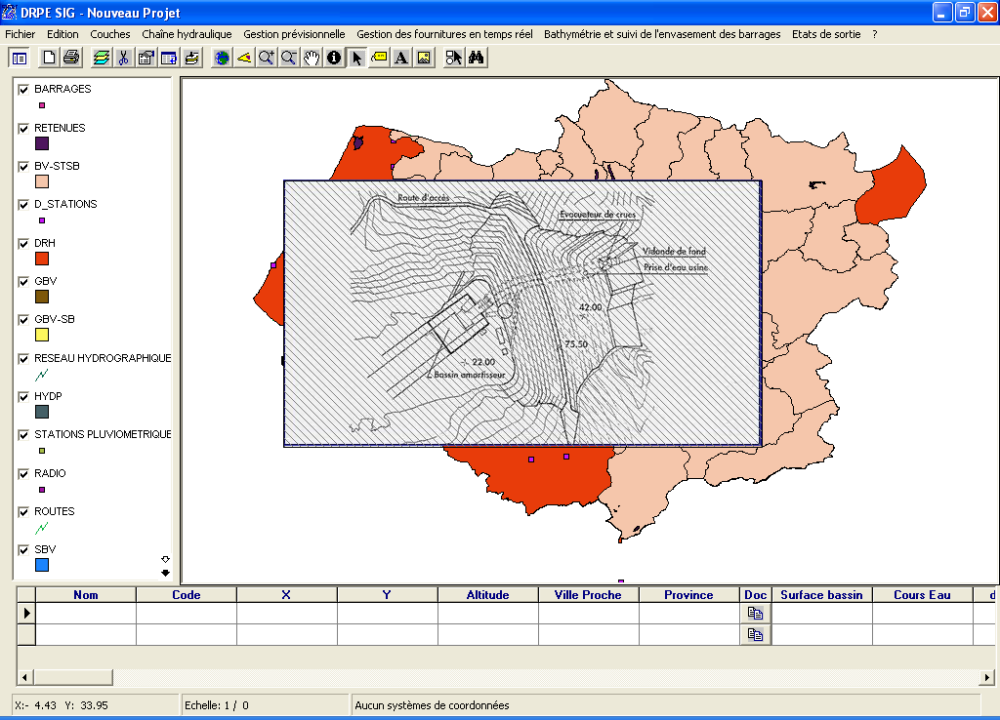 DRPE SIG - Nouveau Projet
Fichier Edition Couches Chaîne hydraulique Gestion prévisionnelle Gestion des fournitures en temps réel Bathymétrie et suivi de l'envasement des barrages Etats de sortie ?
BARRAGES
RETENUES
BV-STSB
D_STATIONS
DRH
GBV
GBV-SB
RESEAU HYDROGRAPHIQUE
HYDP
STATIONS PLUVIOMETRIQUE
RADIO
ROUTES
SBV
Route d'accès
Evacuateur de crues
Vidande de fond
Prise d'eau usine
42.00
75.50
-/- 22.00
Bassin amortisseur
Nom Code X Y Altitude Ville Proche Province Doc Surface bassin Cours Eau d
X:- 4.43 Y: 33.95 Echelle: 1 / 0 Aucun systèmes de coordonnées